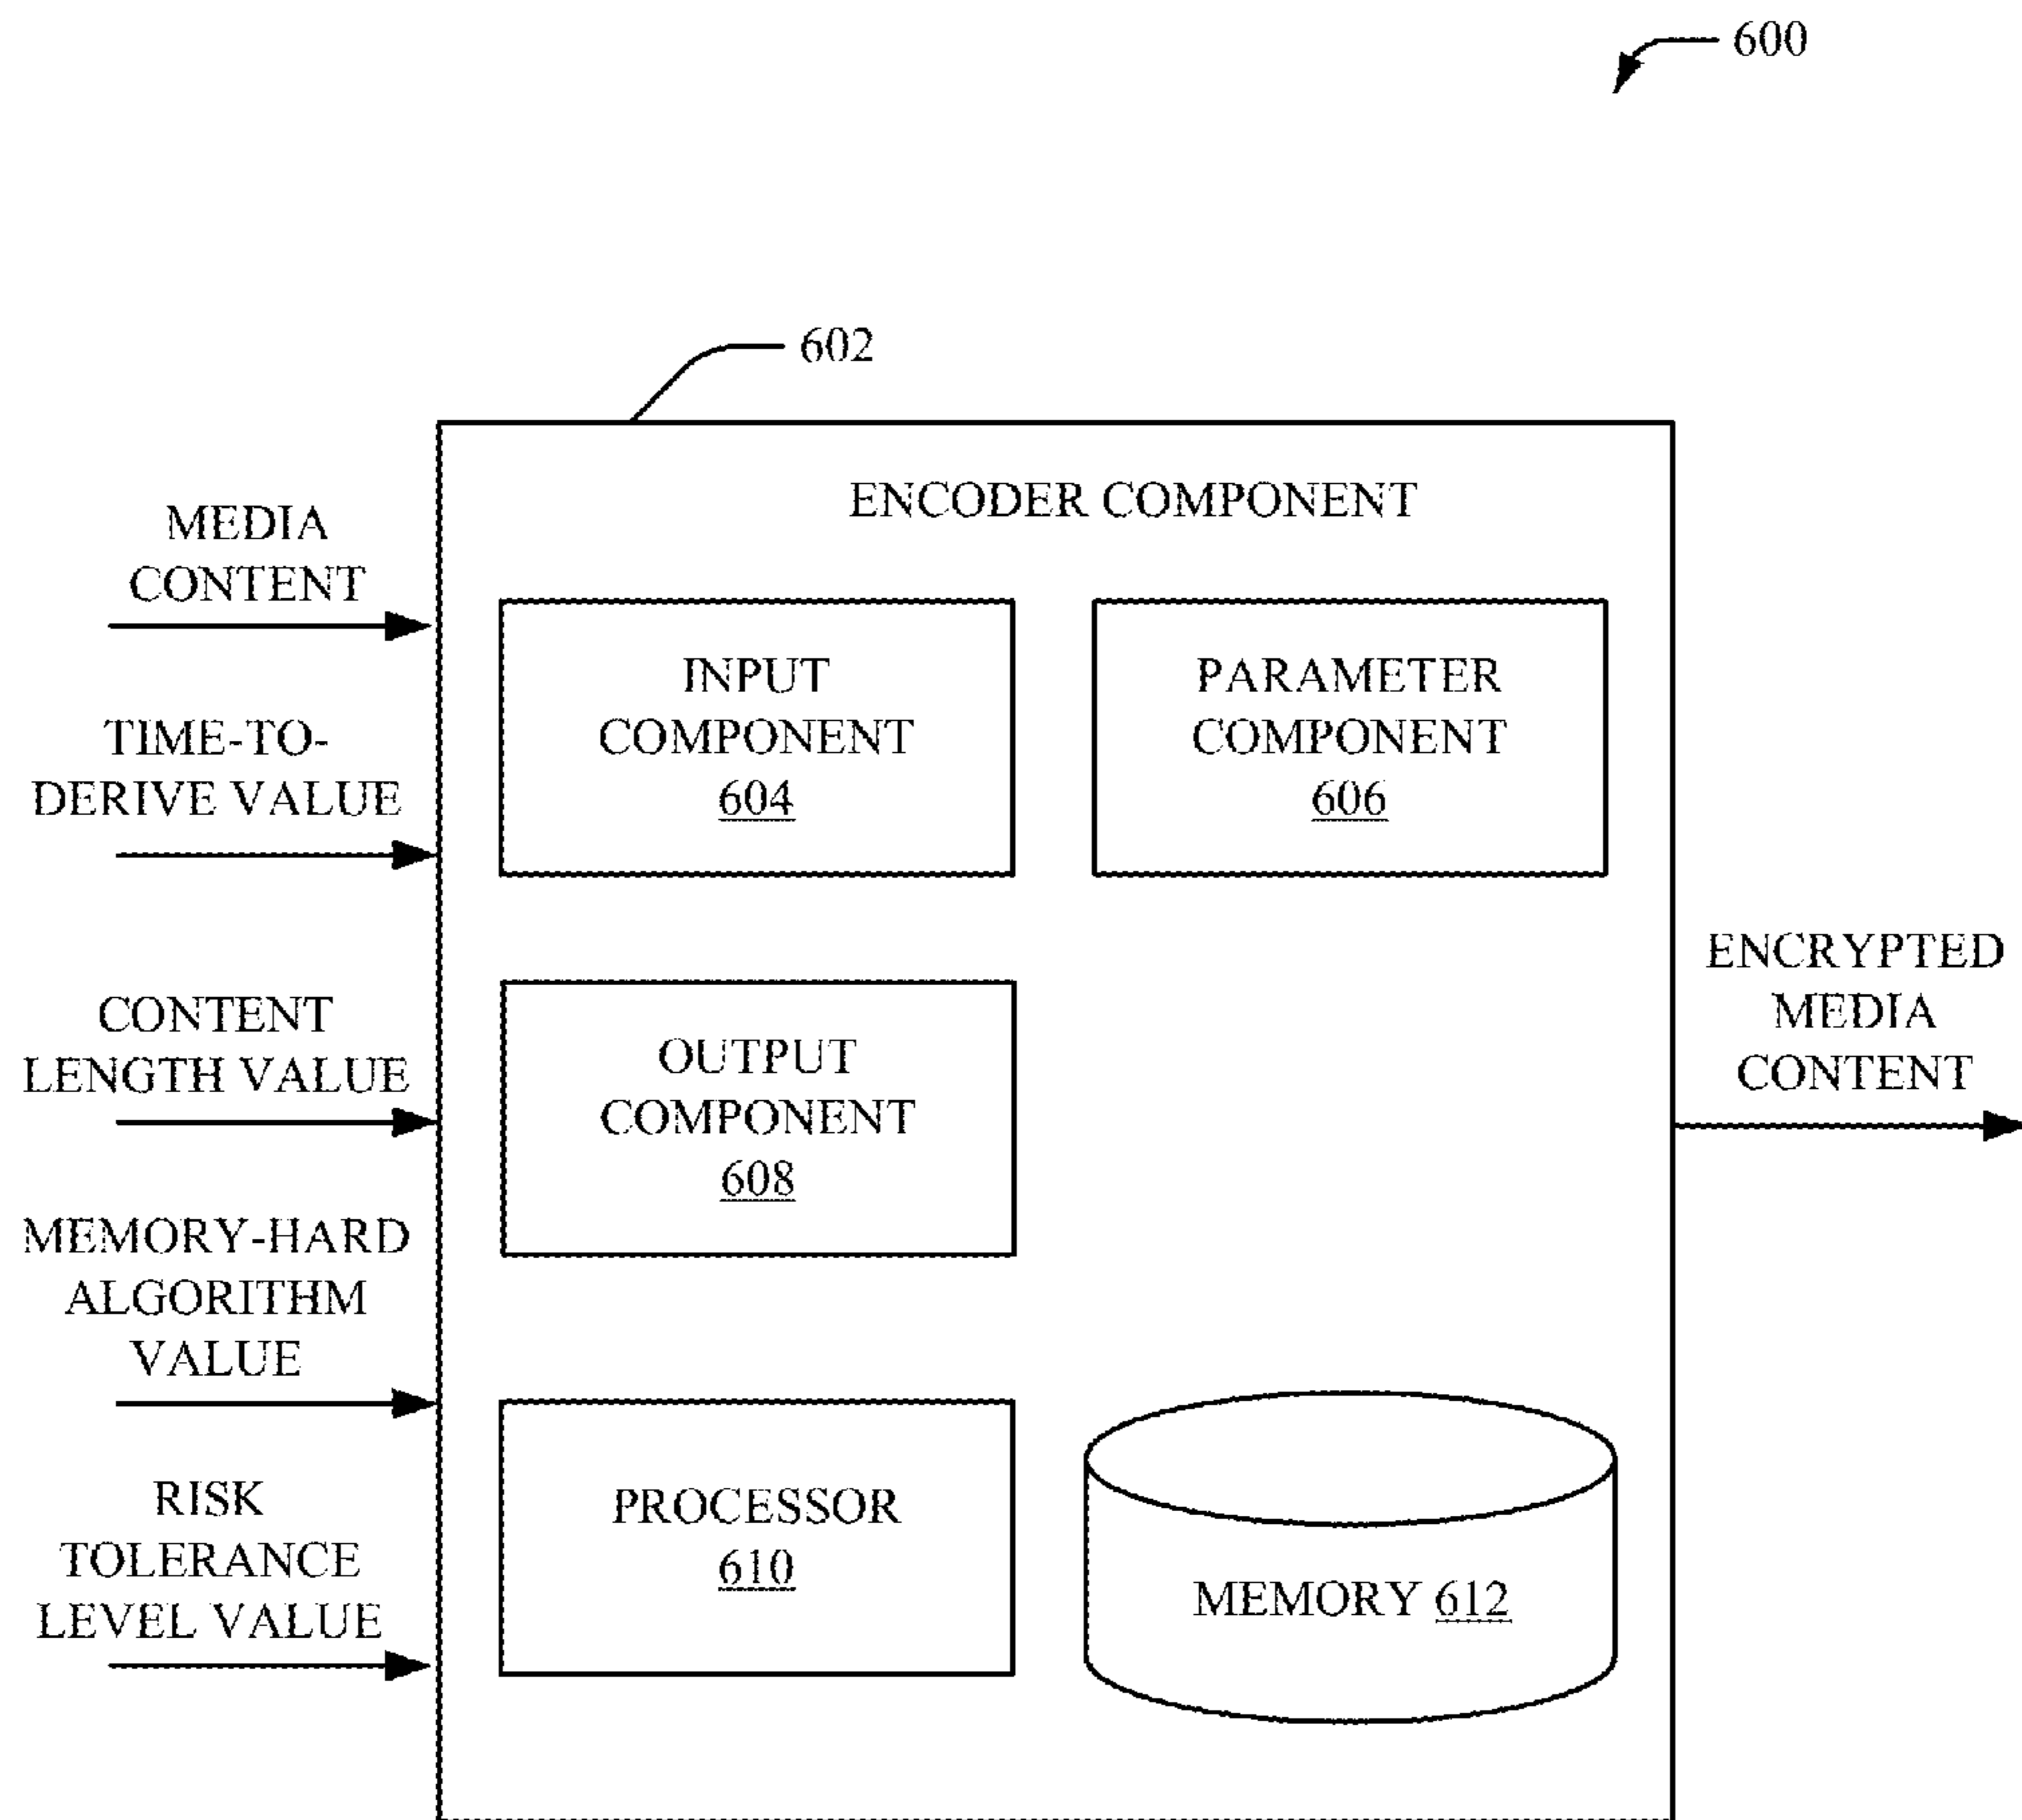 600
602
ENCODER COMPONENT
MEDIA
CONTENT
TIME-TO-
DERIVE VALUE
CONTENT
LENGTH VALUE
MEMORY-HARD
ALGORITHM
VALUE
RISK
TOLERANCE
LEVEL VALUE
INPUT
COMPONENT
604
PARAMETER
COMPONENT
606
OUTPUT
COMPONENT
608
PROCESSOR
610
MEMORY 612
ENCRYPTED
MEDIA
CONTENT